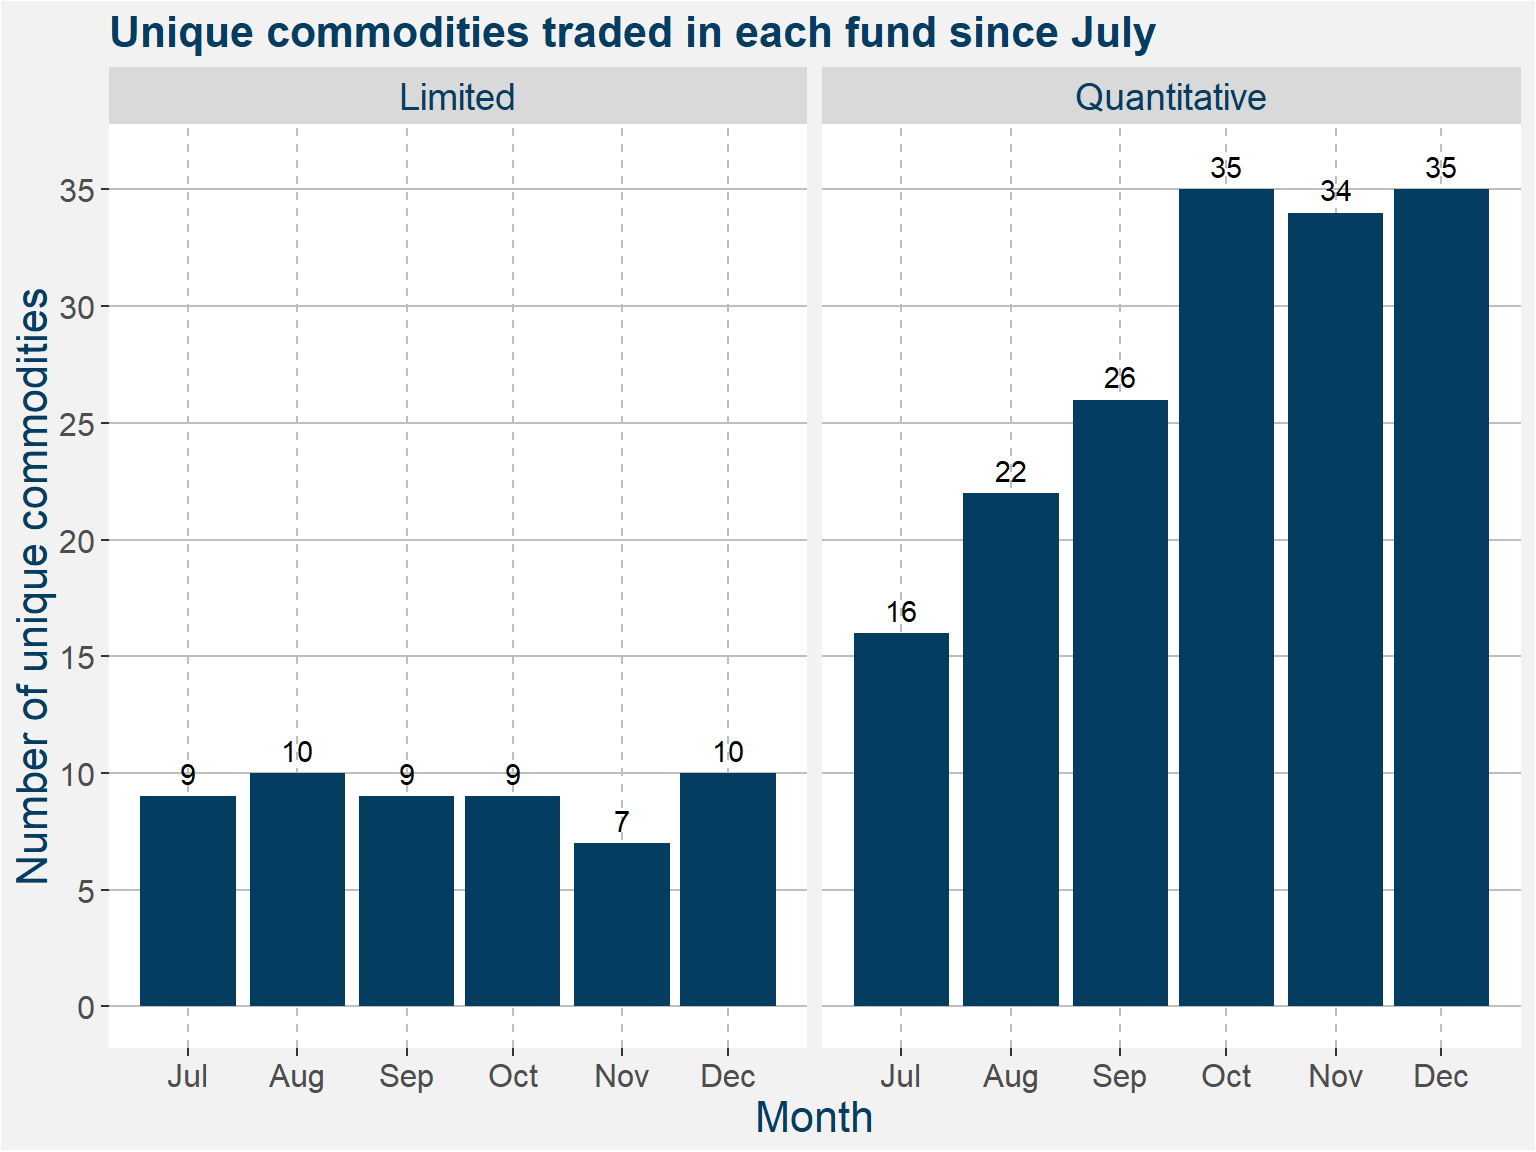 Unique commodities traded in each fund since July
Limited
Quantitative
Number of unique commodities
35
30
25
20
15
10
5
0
9
10
9
9
7
10
16
22
26
35
34
35
Jul Aug Sep Oct Nov Dec
Jul Aug Sep Oct Nov Dec
Month